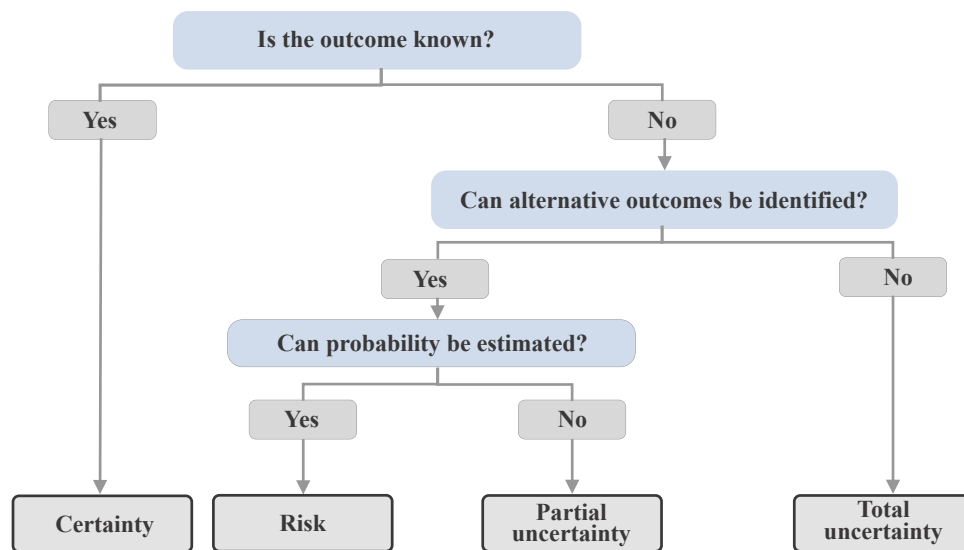 Is the outcome known?
Yes
No
Can alternative outcomes be identified?
Yes
No
Can probability be estimated?
Yes
No
Certainty
Risk
Partial
uncertainty
Total
uncertainty